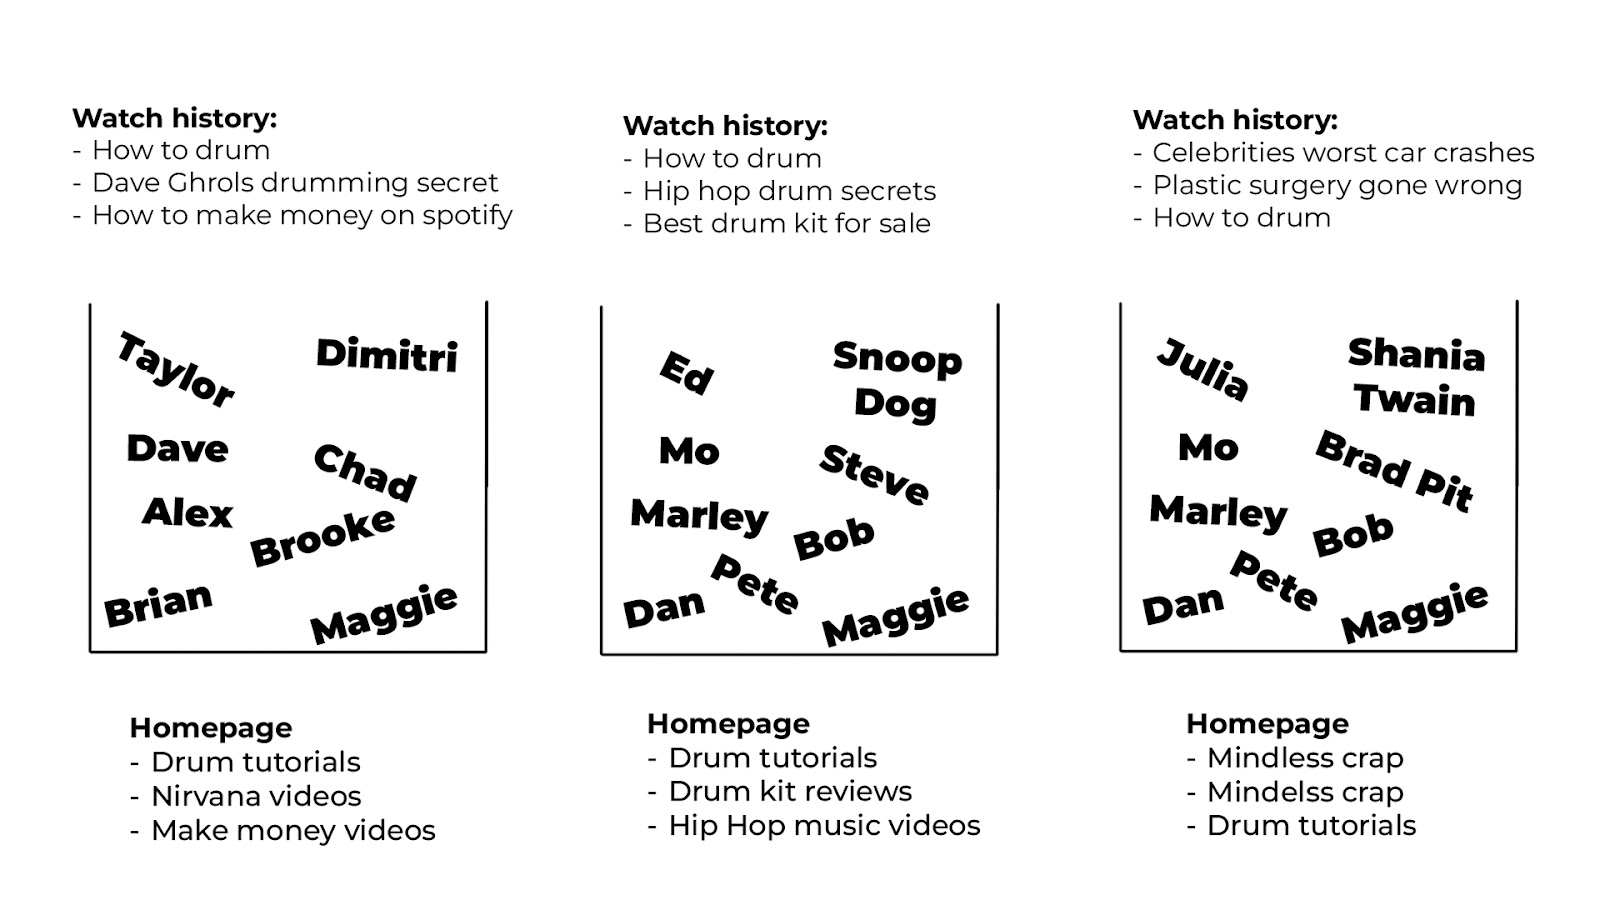 Watch history:
- How to drum
- Dave Ghrols drumming secret
- How to make money on spotify
Taylor
Dimitri
Dave
Chad
Alex
Brooke
Brian
Maggie
Homepage
- Drum tutorials
- Nirvana videos
- Make money videos
Watch history:
- How to drum
- Hip hop drum secrets
- Best drum kit for sale
Ed
Snoop
Dog
Mo
Steve
Marley
Bob
Pete
Dan
Maggie
Homepage
- Drum tutorials
- Drum kit reviews
- Hip Hop music videos
Watch history:
- Celebrities worst car crashes
- Plastic surgery gone wrong
- How to drum
Julia
Shania
Twain
Mo
Brad Pit
Marley
Bob
Pete
Dan
Maggie
Homepage
- Mindless crap
- Mindelss crap
- Drum tutorials